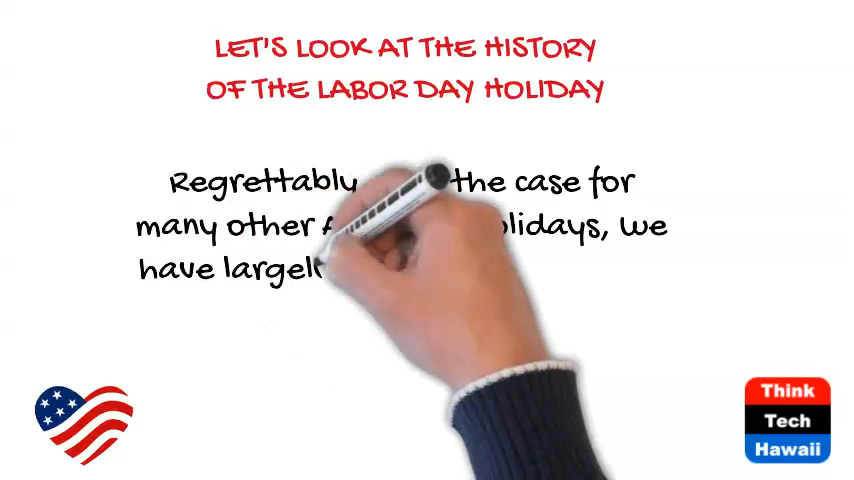 LET'S LOOK AT THE HISTORY
OF THE LABOR DAY HOLIDAY
Regrettably the case for
many other holidays, we
have largel
Think
Tech
Hawaii